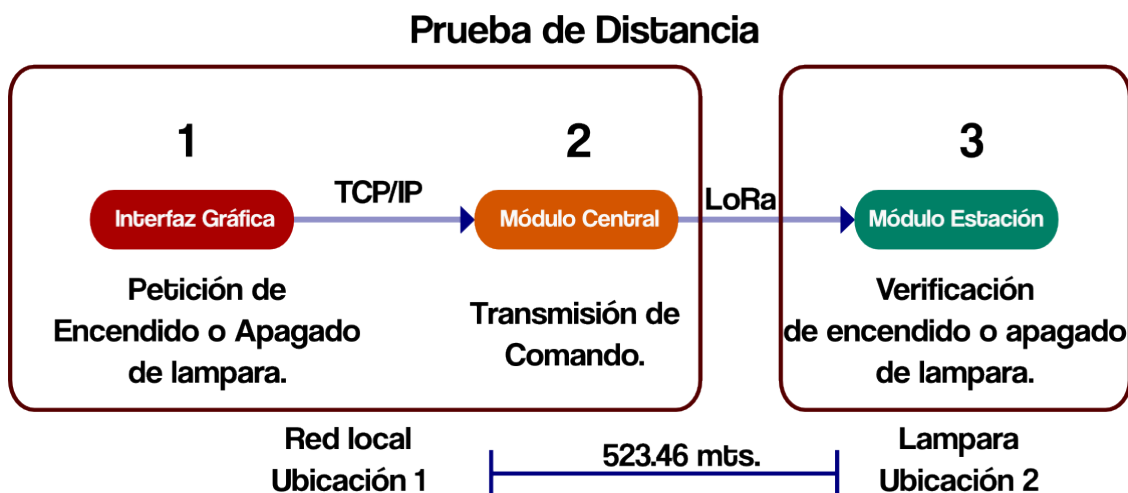 Prueba de Distancia
1
Interfaz Gráfica
Petición de
Encendido o Apagado
de lampara.
TCP/IP
2
Módulo Central
Transmisión de
Comando.
LoRa
3
Módulo Estación
Verificación
de encendido o apagado
de lampara.
Red local
Ubicación 1
523.46 mts.
Lampara
Ubicación 2